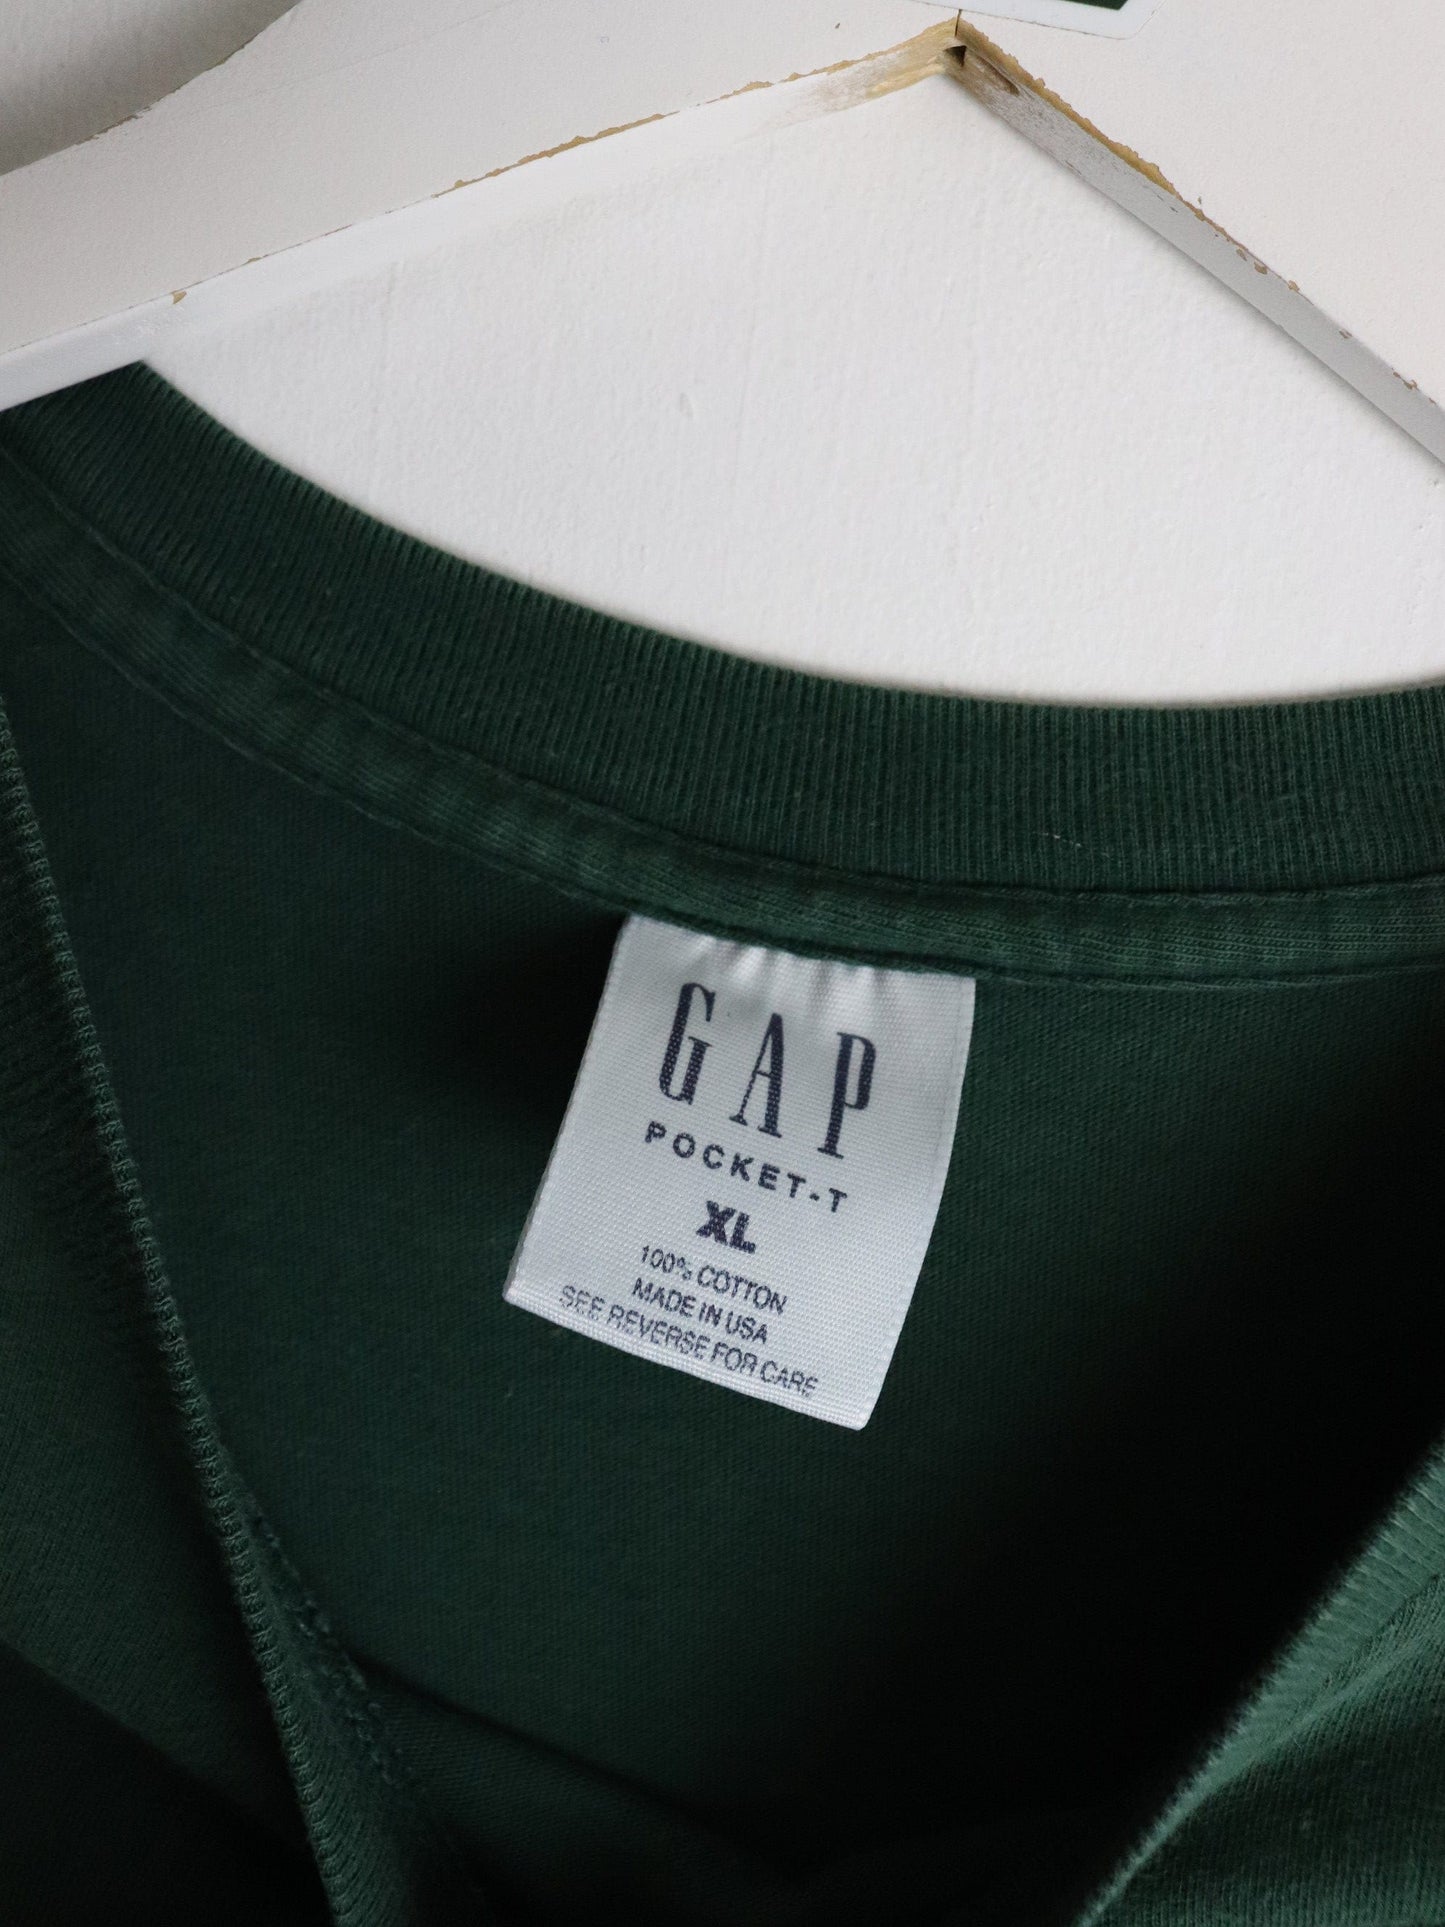 GAP
POCKET-T
XL
100% COTTON
MADE IN USA
SEE REVERSE FOR CARE